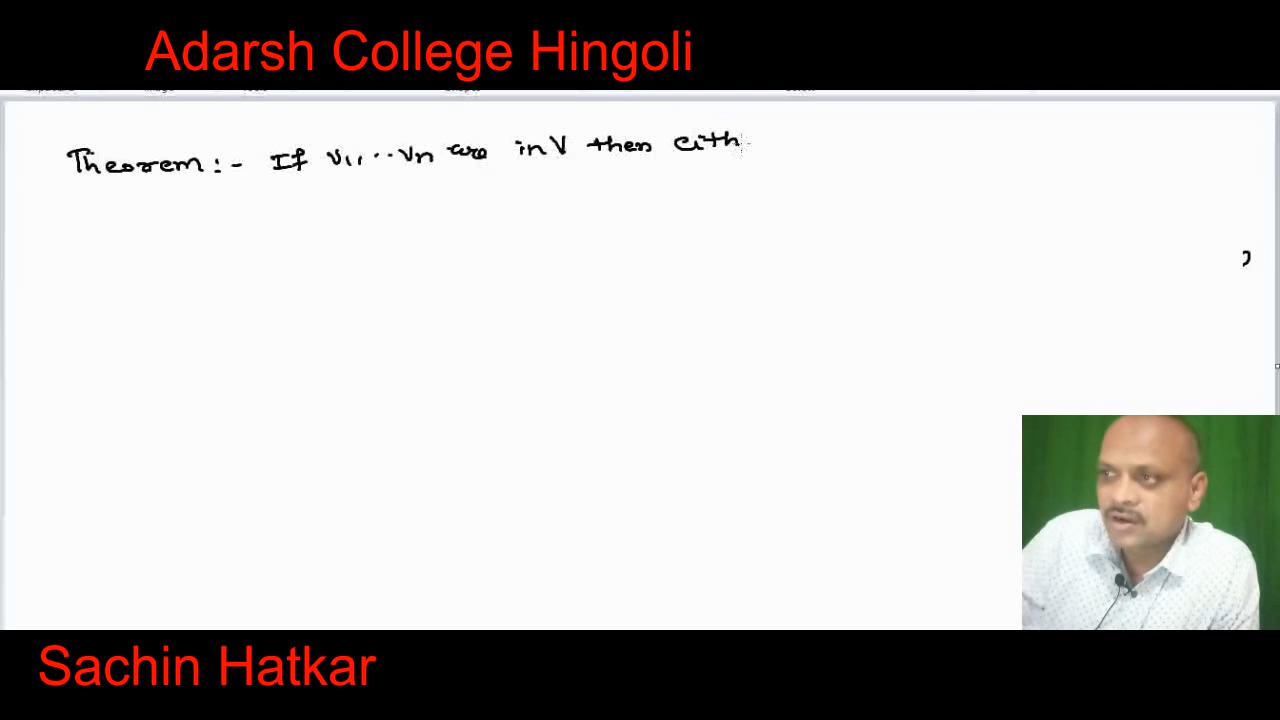 Adarsh College Hingoli
Theorem:- If v1,...vn are in V then eith
Sachin Hatkar